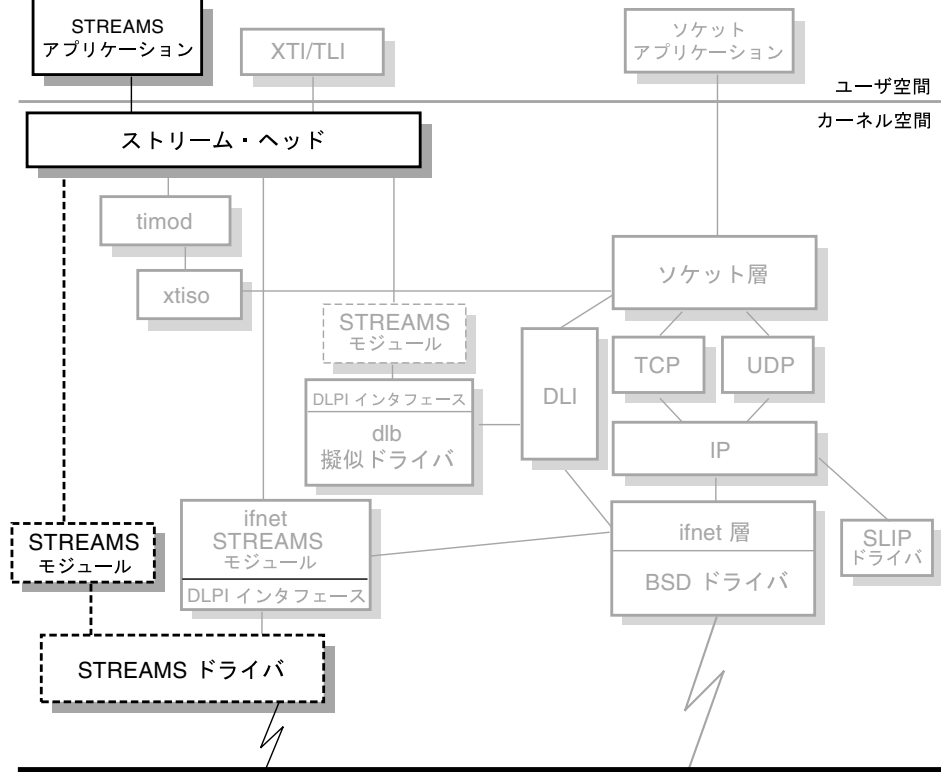 STREAMS
アプリケーション
XTI/TLI
ソケット
アプリケーション
ユーザ空間
カーネル空間
ストリーム・ヘッド
timod
xtiso
ソケット層
STREAMS
モジュール
DLI
TCP
UDP
DLPI インタフェース
dlb
擬似ドライバ
IP
ifnet
STREAMS
モジュール
DLPI インタフェース
ifnet 層
BSD ドライバ
SLIP
ドライバ
STREAMS
モジュール
STREAMS ドライバ